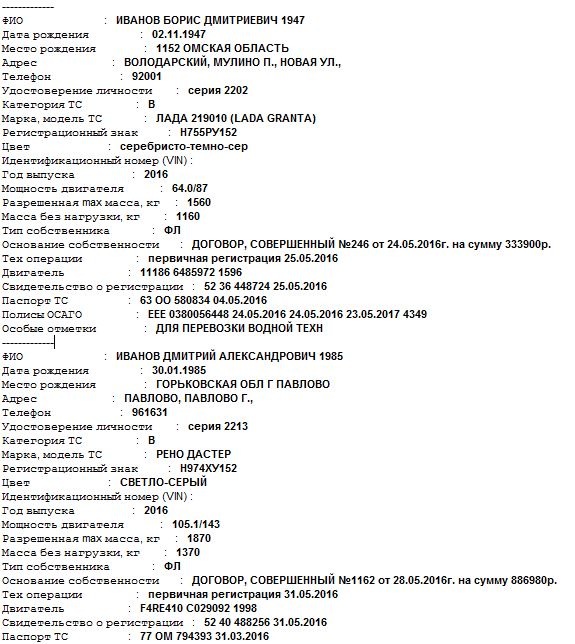 -------------
ФИО : ИВАНОВ БОРИС ДМИТРИЕВИЧ 1947
Дата рождения : 02.11.1947
Место рождения : 1152 ОМСКАЯ ОБЛАСТЬ
Адрес : ВОЛОДАРСКИЙ, МУЛИНО П., НОВАЯ УЛ.,
Телефон : 92001
Удостоверение личности : серия 2202
Категория ТС : B
Марка, модель ТС : ЛАДА 219010 (LADA GRANTA)
Регистрационный знак : Н755РУ152
Цвет : серебристо-темно-сер
Идентификационный номер (VIN) :
Год выпуска : 2016
Мощность двигателя : 64.0/87
Разрешенная max масса, кг : 1560
Масса без нагрузки, кг : 1160
Тип собственника : ФЛ
Основание собственности : ДОГОВОР, СОВЕРШЕННЫЙ №246 от 24.05.2016г. на сумму 333900р.
Тех операции : первичная регистрация 25.05.2016
Двигатель : 11186 6485972 1596
Свидетельство о регистрации : 52 36 448724 25.05.2016
Паспорт ТС : 63 ОО 580834 04.05.2016
Полисы ОСАГО : ЕЕЕ 0380056448 24.05.2016 24.05.2016 23.05.2017 4349
Особые отметки : ДЛЯ ПЕРЕВОЗКИ ВОДНОЙ ТЕХН
-------------
ФИО : ИВАНОВ ДМИТРИЙ АЛЕКСАНДРОВИЧ 1985
Дата рождения : 30.01.1985
Место рождения : ГОРЬКОВСКАЯ ОБЛ Г ПАВЛОВО
Адрес : ПАВЛОВО, ПАВЛОВО Г.,
Телефон : 961631
Удостоверение личности : серия 2213
Категория ТС : B
Марка, модель ТС : РЕНО ДАСТЕР
Регистрационный знак : Н974ХУ152
Цвет : СВЕТЛО-СЕРЫЙ
Идентификационный номер (VIN) :
Год выпуска : 2016
Мощность двигателя : 105.1/143
Разрешенная max масса, кг : 1870
Масса без нагрузки, кг : 1370
Тип собственника : ФЛ
Основание собственности : ДОГОВОР, СОВЕРШЕННЫЙ №1162 от 28.05.2016г. на сумму 886980р.
Тех операции : первичная регистрация 31.05.2016
Двигатель : F4RE410 C029092 1998
Свидетельство о регистрации : 52 40 488256 31.05.2016
Паспорт ТС : 77 ОМ 794393 31.03.2016